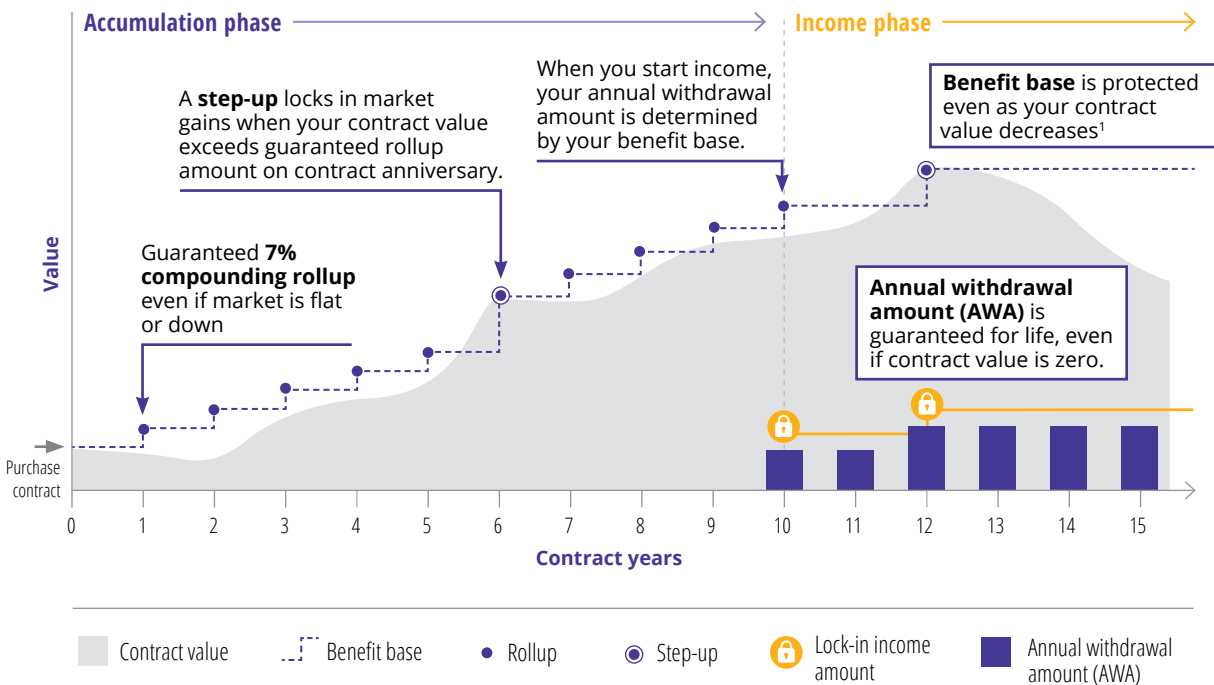 Accumulation phase
Income phase
A step-up locks in market
gains when your contract value
exceeds guaranteed rollup
amount on contract anniversary.
When you start income,
your annual withdrawal
amount is determined
by your benefit base.
Benefit base is protected
even as your contract
value decreases¹
Guaranteed 7%
compounding rollup
even if market is flat
or down
Annual withdrawal
amount (AWA) is
guaranteed for life, even
if contract value is zero.
Value
Purchase
contract
0 1 2 3 4 5 6 7 8 9 10 11 12 13 14 15
Contract years
Contract value
Benefit base
Rollup
Step-up
Lock-in income
amount
Annual withdrawal
amount (AWA)